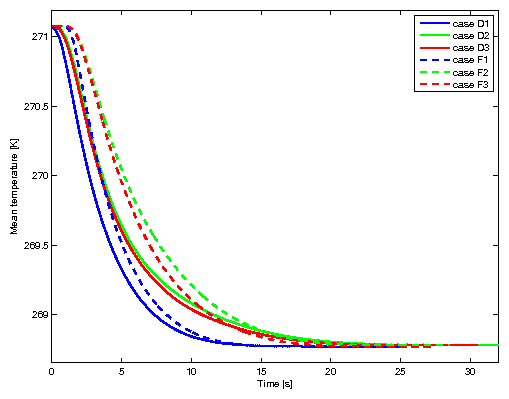 271
270.5
270
269.5
269
Mean temperature [K]
case D1
case D2
case D3
case F1
case F2
case F3
0 5 10 15 20 25 30
Time [s]